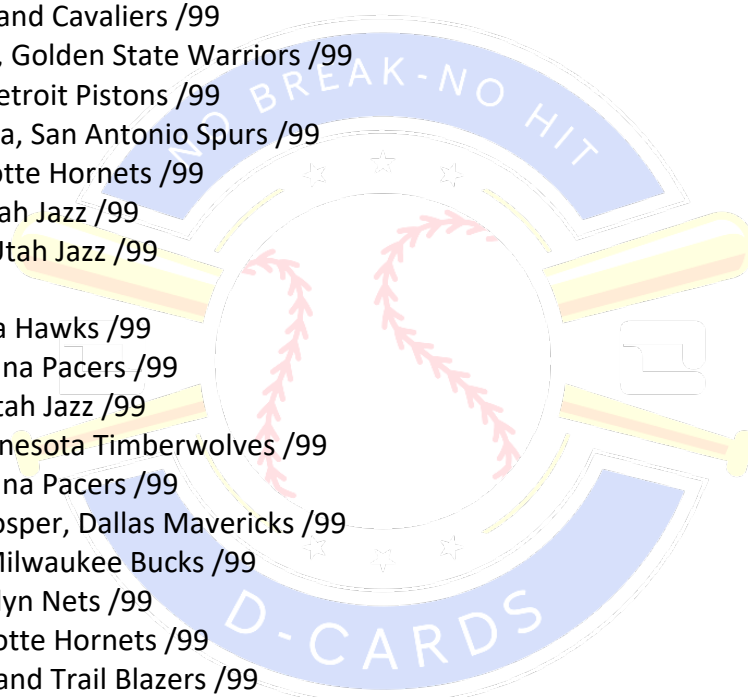 and Cavaliers /99
, Golden State Warriors /99
etroit Pistons /99
a, San Antonio Spurs /99
otte Hornets /99
ah Jazz /99
Utah Jazz /99
a Hawks /99
na Pacers /99
tah Jazz /99
nesota Timberwolves /99
na Pacers /99
osper, Dallas Mavericks /99
Milwaukee Bucks /99
lyn Nets /99
otte Hornets /99
and Trail Blazers /99
NO BREAK-NO HIT
D-CARDS